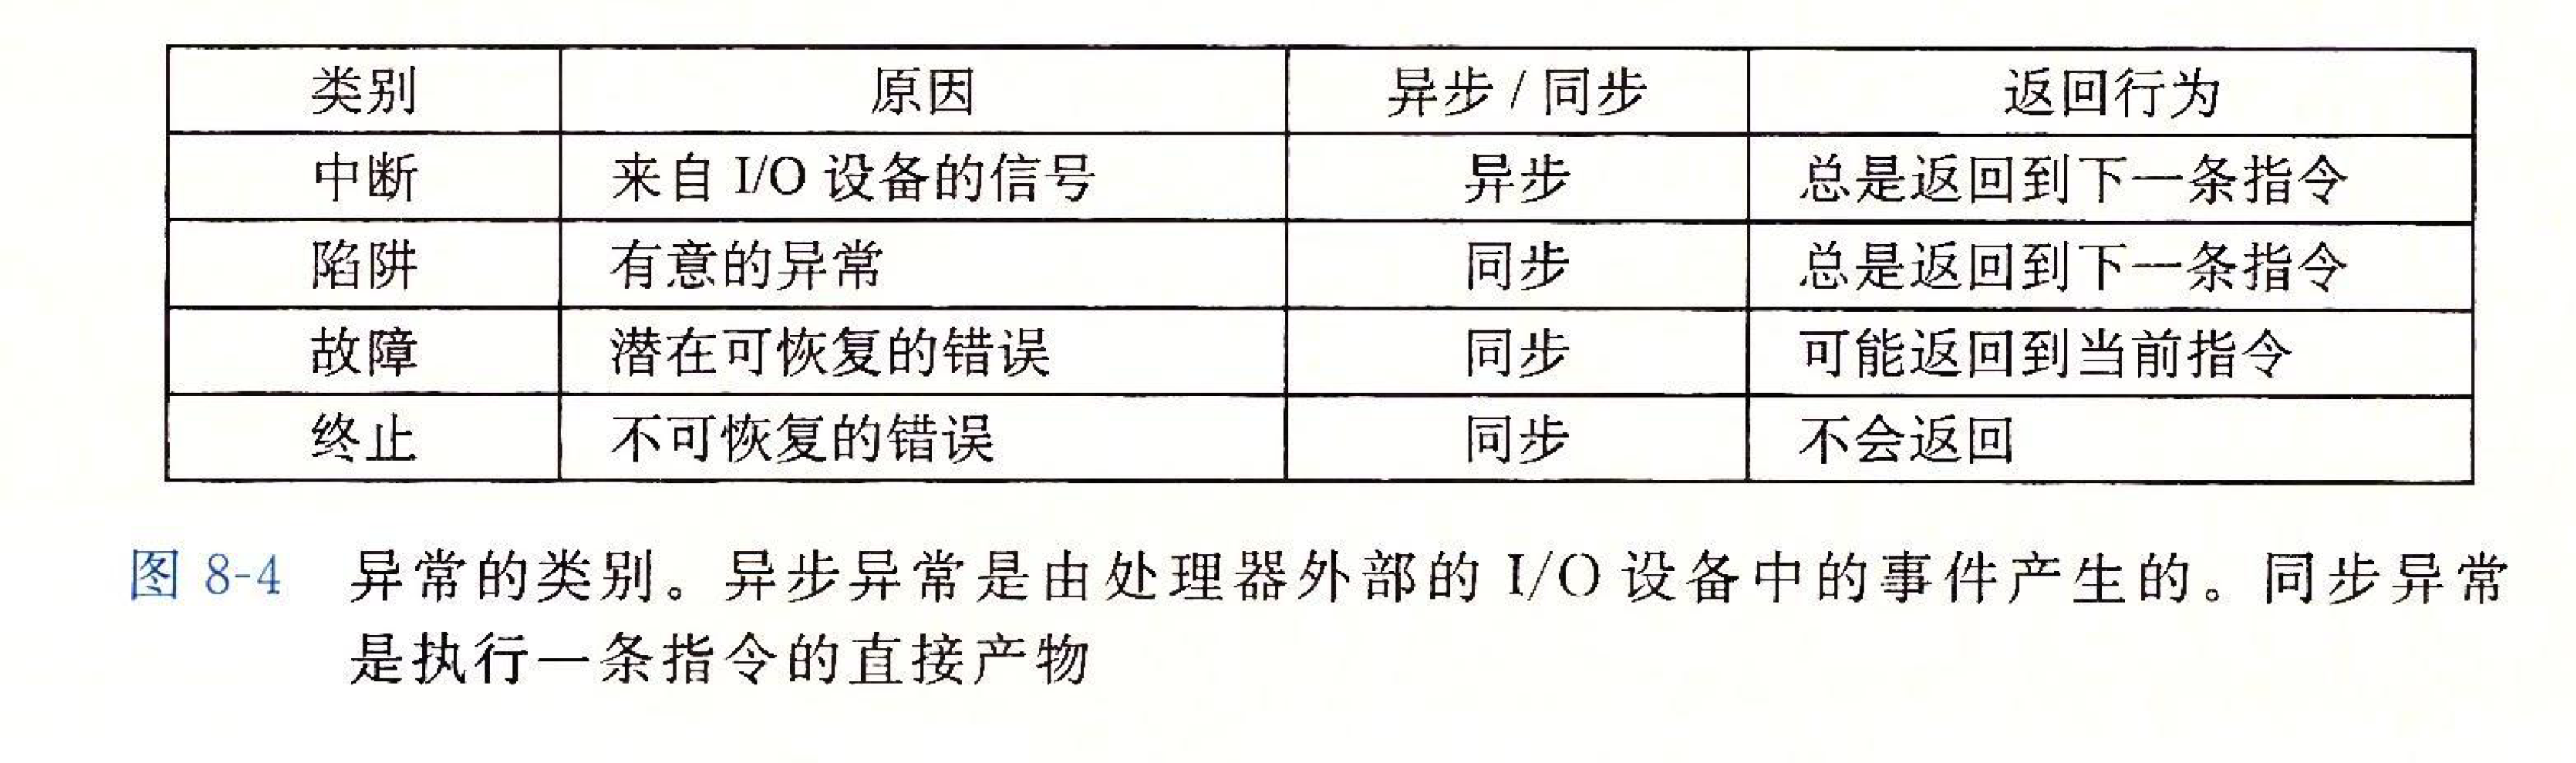 类别 原因 异步 / 同步 返回行为
中断 来自 I/O 设备的信号 异步 总是返回到下一条指令
陷阱 有意的异常 同步 总是返回到下一条指令
故障 潜在可恢复的错误 同步 可能返回到当前指令
终止 不可恢复的错误 同步 不会返回
图 8-4 异常的类别。异步异常是由处理器外部的 I/O 设备中的事件产生的。同步异常
是执行一条指令的直接产物